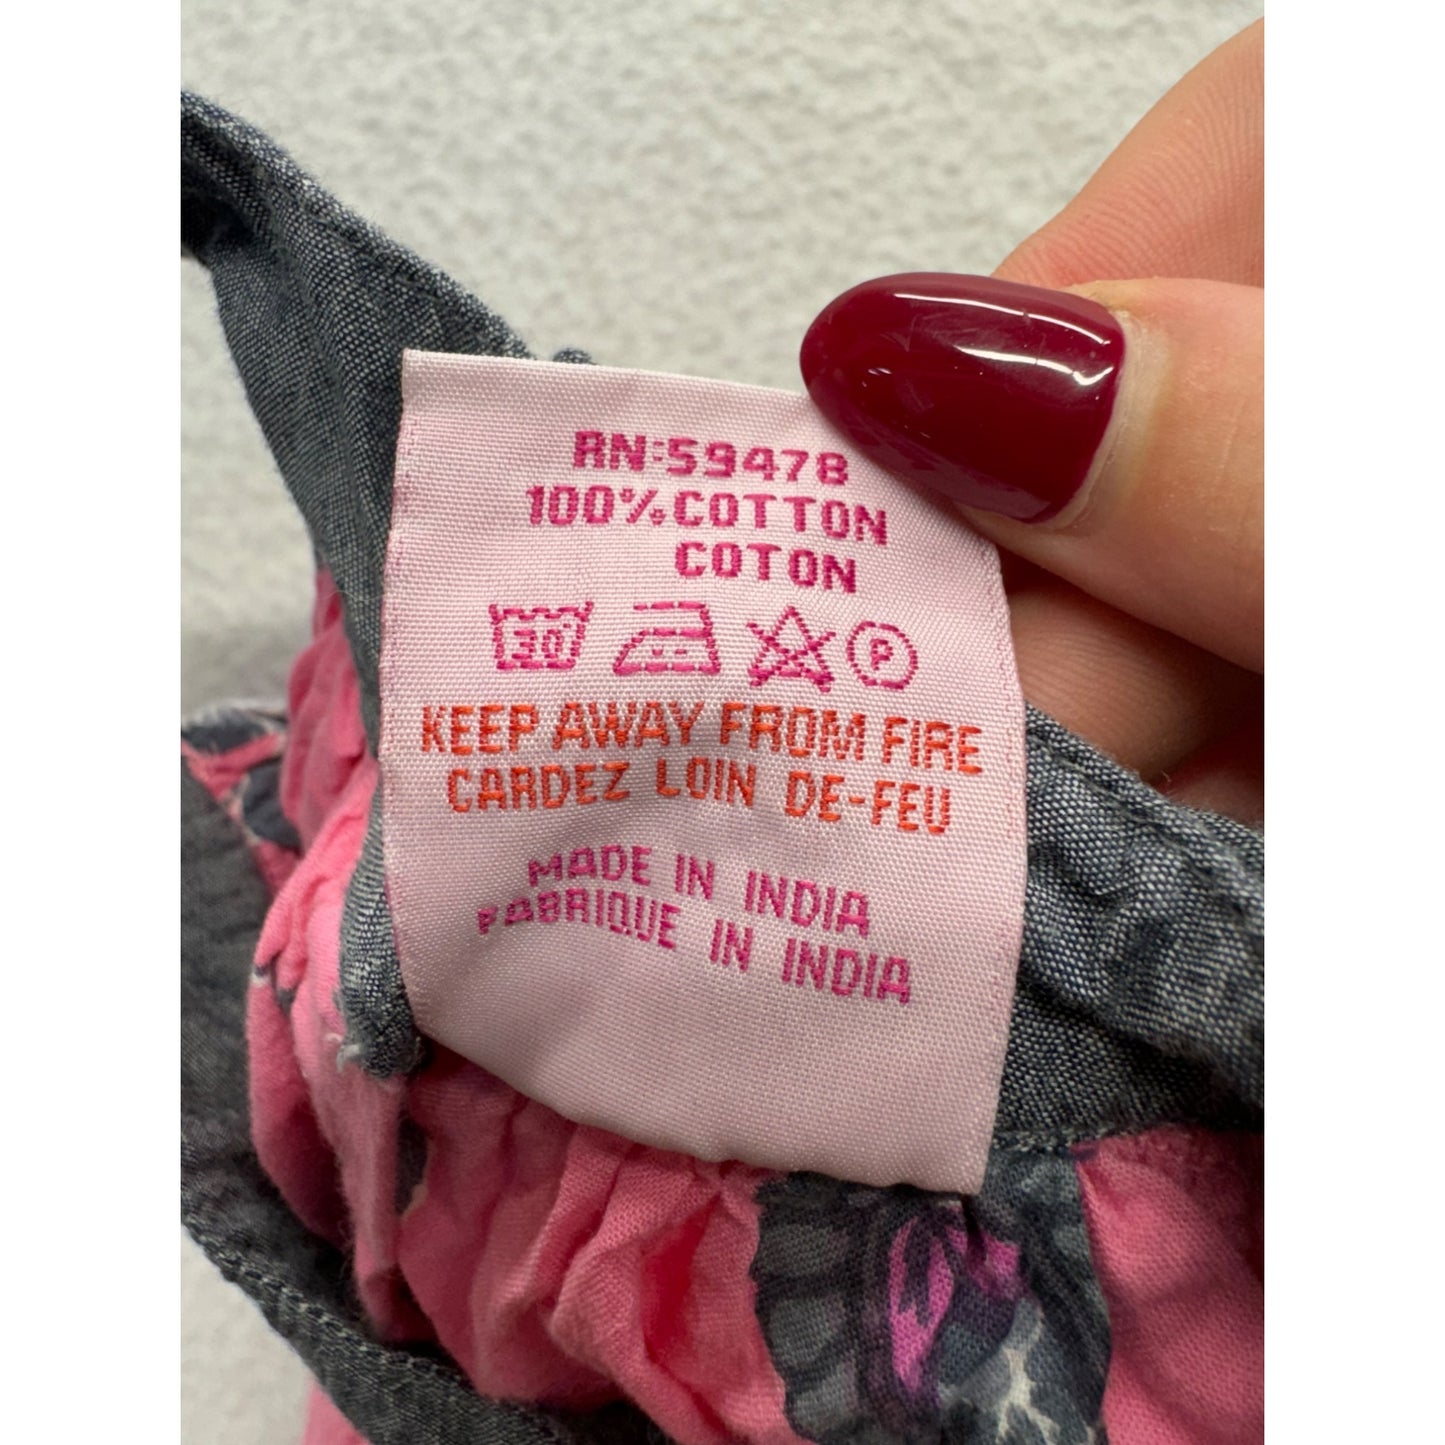 RN:59478
100% COTTON
COTON
30°
P
KEEP AWAY FROM FIRE
CARDEZ LOIN DE-FEU
MADE IN INDIA
FABRIQUE IN INDIA